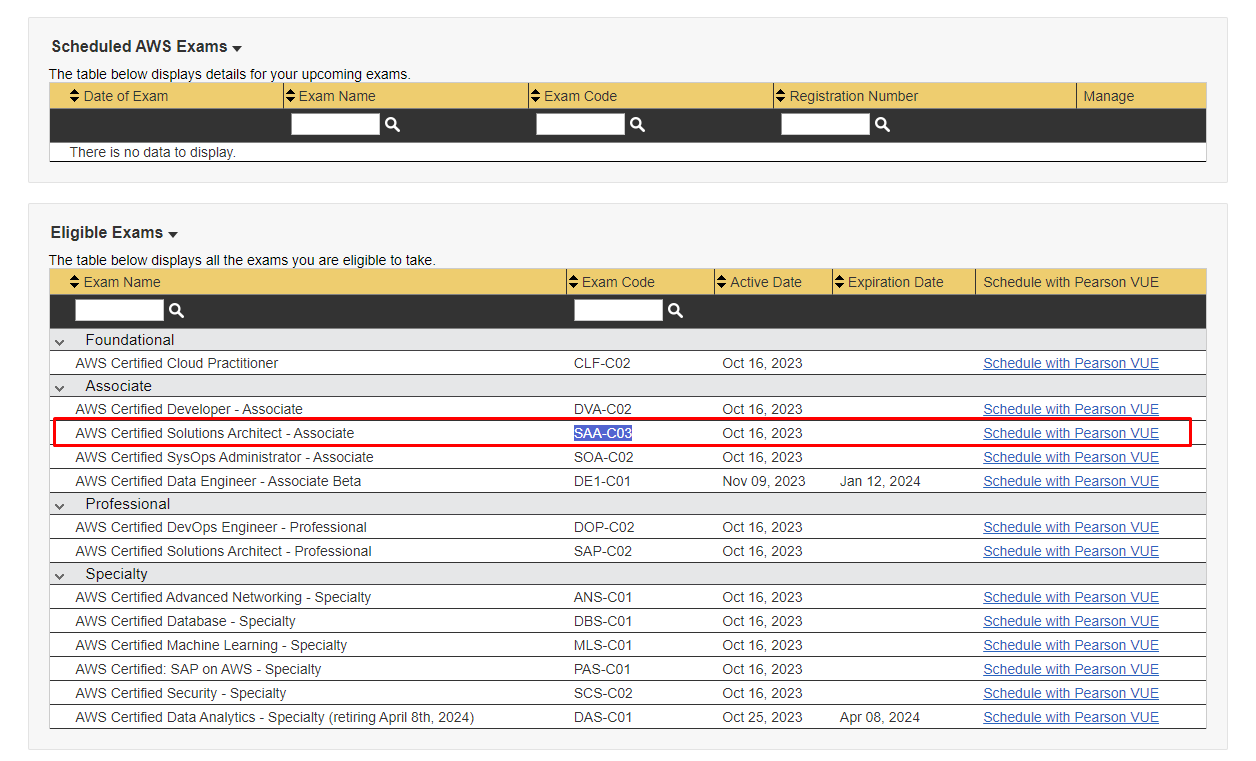 Scheduled AWS Exams
The table below displays details for your upcoming exams.
Date of Exam Exam Name Exam Code Registration Number Manage
There is no data to display.
Eligible Exams
The table below displays all the exams you are eligible to take.
Exam Name Exam Code Active Date Expiration Date Schedule with Pearson VUE
Foundational
AWS Certified Cloud Practitioner CLF-C02 Oct 16, 2023 Schedule with Pearson VUE
Associate
AWS Certified Developer - Associate DVA-C02 Oct 16, 2023 Schedule with Pearson VUE
AWS Certified Solutions Architect - Associate SAA-C03 Oct 16, 2023 Schedule with Pearson VUE
AWS Certified SysOps Administrator - Associate SOA-C02 Oct 16, 2023 Schedule with Pearson VUE
AWS Certified Data Engineer - Associate Beta DE1-C01 Nov 09, 2023 Jan 12, 2024 Schedule with Pearson VUE
Professional
AWS Certified DevOps Engineer - Professional DOP-C02 Oct 16, 2023 Schedule with Pearson VUE
AWS Certified Solutions Architect - Professional SAP-C02 Oct 16, 2023 Schedule with Pearson VUE
Specialty
AWS Certified Advanced Networking - Specialty ANS-C01 Oct 16, 2023 Schedule with Pearson VUE
AWS Certified Database - Specialty DBS-C01 Oct 16, 2023 Schedule with Pearson VUE
AWS Certified Machine Learning - Specialty MLS-C01 Oct 16, 2023 Schedule with Pearson VUE
AWS Certified: SAP on AWS - Specialty PAS-C01 Oct 16, 2023 Schedule with Pearson VUE
AWS Certified Security - Specialty SCS-C02 Oct 16, 2023 Schedule with Pearson VUE
AWS Certified Data Analytics - Specialty (retiring April 8th, 2024) DAS-C01 Oct 25, 2023 Apr 08, 2024 Schedule with Pearson VUE